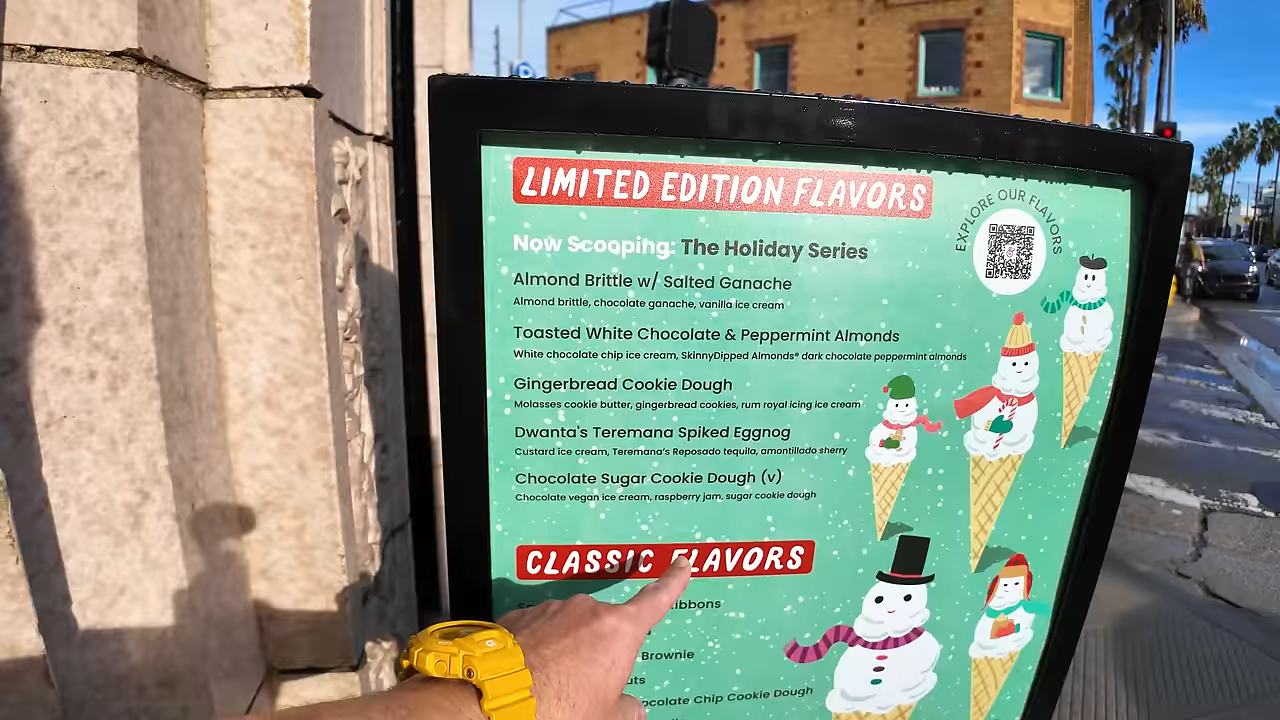 LIMITED EDITION FLAVORS
EXPLORE OUR FLAVORS
Now Scooping: The Holiday Series
Almond Brittle w/ Salted Ganache
Almond brittle, chocolate ganache, vanilla ice cream
Toasted White Chocolate & Peppermint Almonds
White chocolate chip ice cream, SkinnyDipped Almonds® dark chocolate peppermint almonds
Gingerbread Cookie Dough
Molasses cookie butter, gingerbread cookies, rum royal icing ice cream
Dwanta's Teremana Spiked Eggnog
Custard ice cream, Teremana's Reposado tequila, amontillado sherry
Chocolate Sugar Cookie Dough (v)
Chocolate vegan ice cream, raspberry jam, sugar cookie dough
CLASSIC FLAVORS
Brownie
Chip Cookie Dough